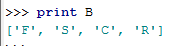 >>> print B
['F', 'S', 'C', 'R']